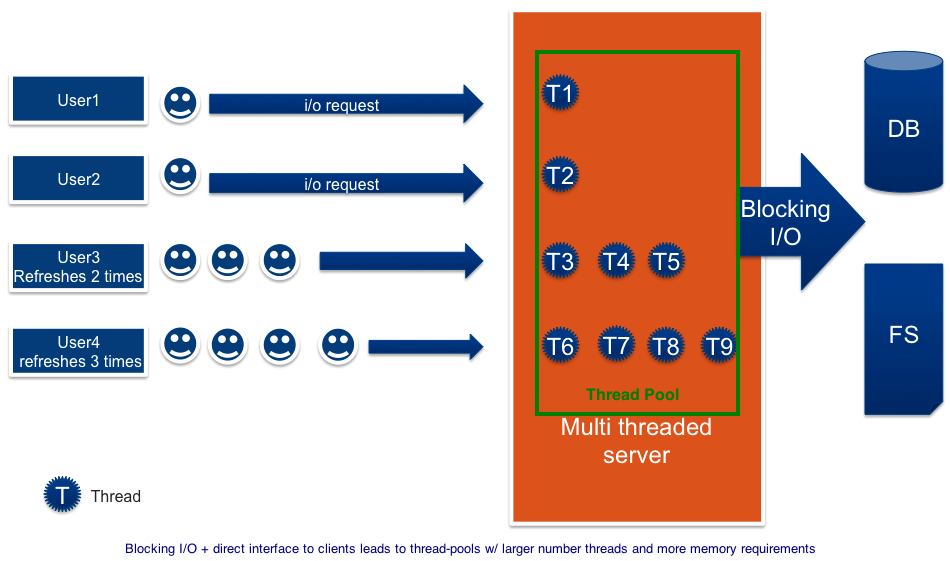 User1
i/o request
T1
User2
i/o request
T2
User3
Refreshes 2 times
T3 T4 T5
User4
refreshes 3 times
T6 T7 T8 T9
Thread Pool
Multi threaded
server
Blocking
I/O
DB
FS
T Thread
Blocking I/O + direct interface to clients leads to thread-pools w/ larger number threads and more memory requirements